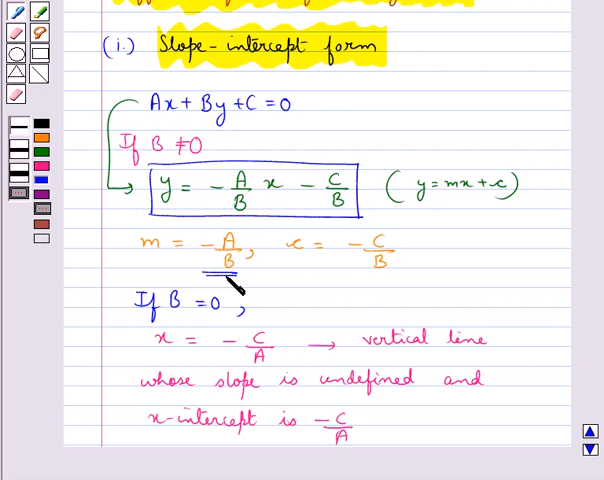 (i.) Slope-intercept form
Ax + By + C = 0
If B ≠ 0
y = - A/B x - C/B (y = mx + c)
m = - A/B, c = - C/B
If B = 0,
x = - C/A → vertical line
whose slope is undefined and
x-intercept is - C/A